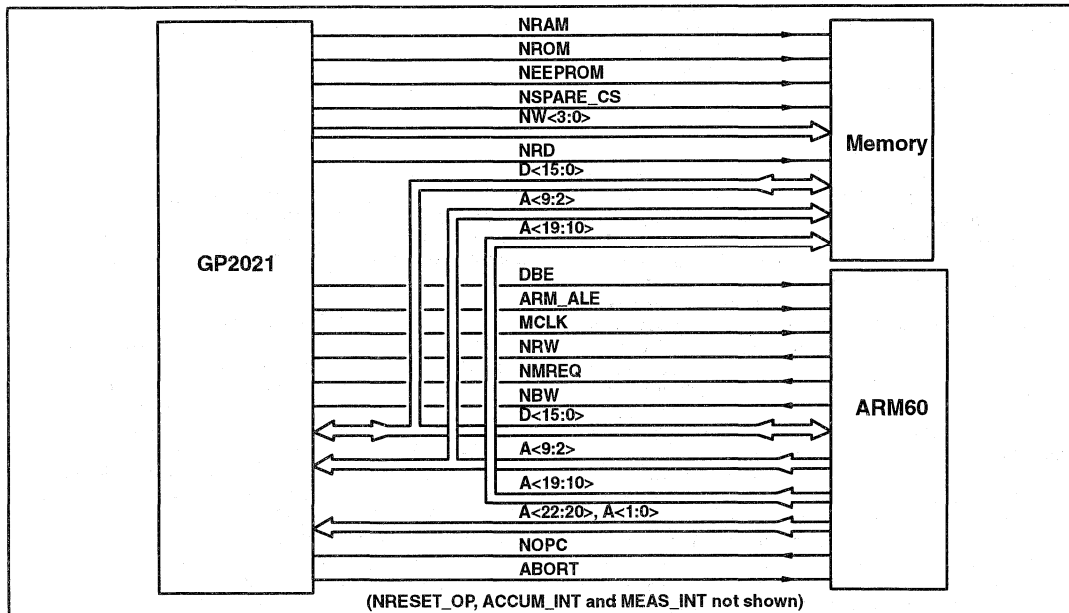 NRAM
NROM
NEEPROM
NSPARE_CS
NW<3:0>
Memory
NRD
D<15:0>
A<9:2>
A<19:10>
GP2021
DBE
ARM_ALE
MCLK
NRW
NMREQ
NBW
ARM60
D<15:0>
A<9:2>
A<19:10>
A<22:20>, A<1:0>
NOPC
ABORT
(NRESET_OP, ACCUM_INT and MEAS_INT not shown)